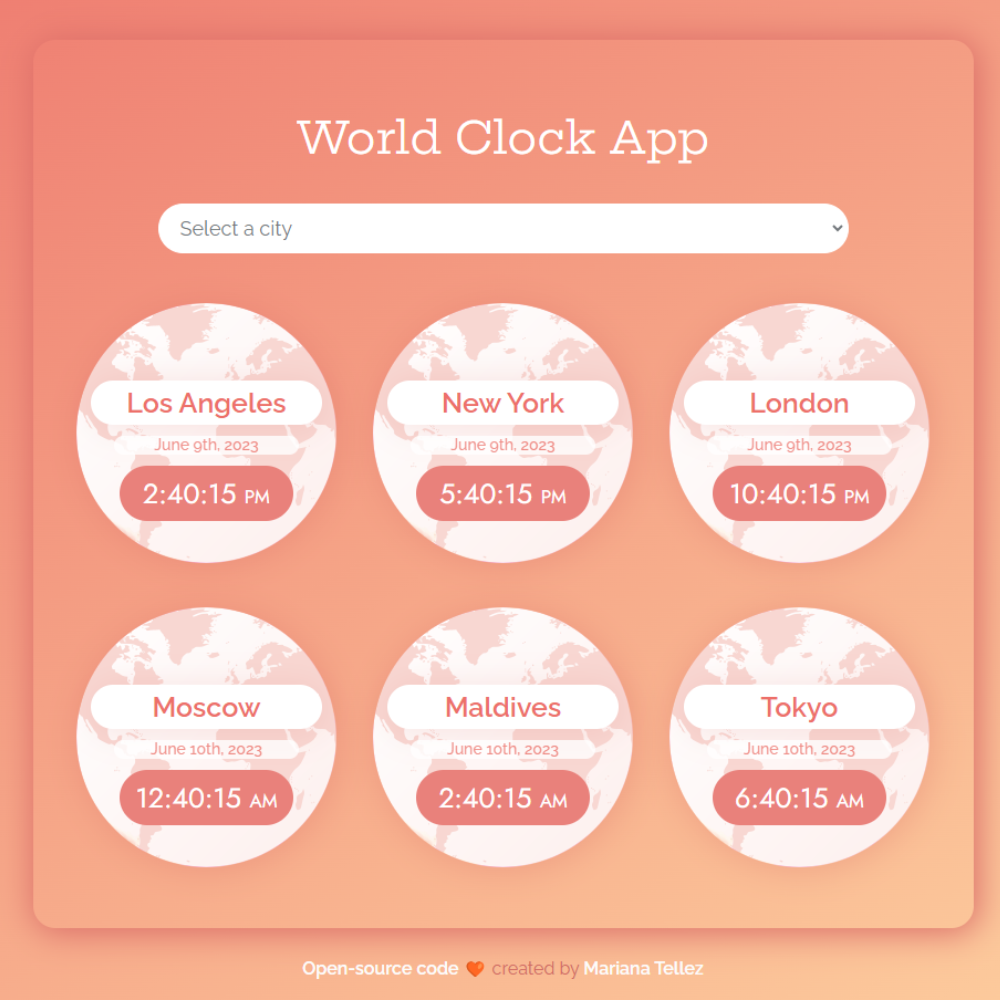 World Clock App
Select a city
Los Angeles
June 9th, 2023
2:40:15 PM
New York
June 9th, 2023
5:40:15 PM
London
June 9th, 2023
10:40:15 PM
Moscow
June 10th, 2023
12:40:15 AM
Maldives
June 10th, 2023
2:40:15 AM
Tokyo
June 10th, 2023
6:40:15 AM
Open-source code 🧡 created by Mariana Tellez